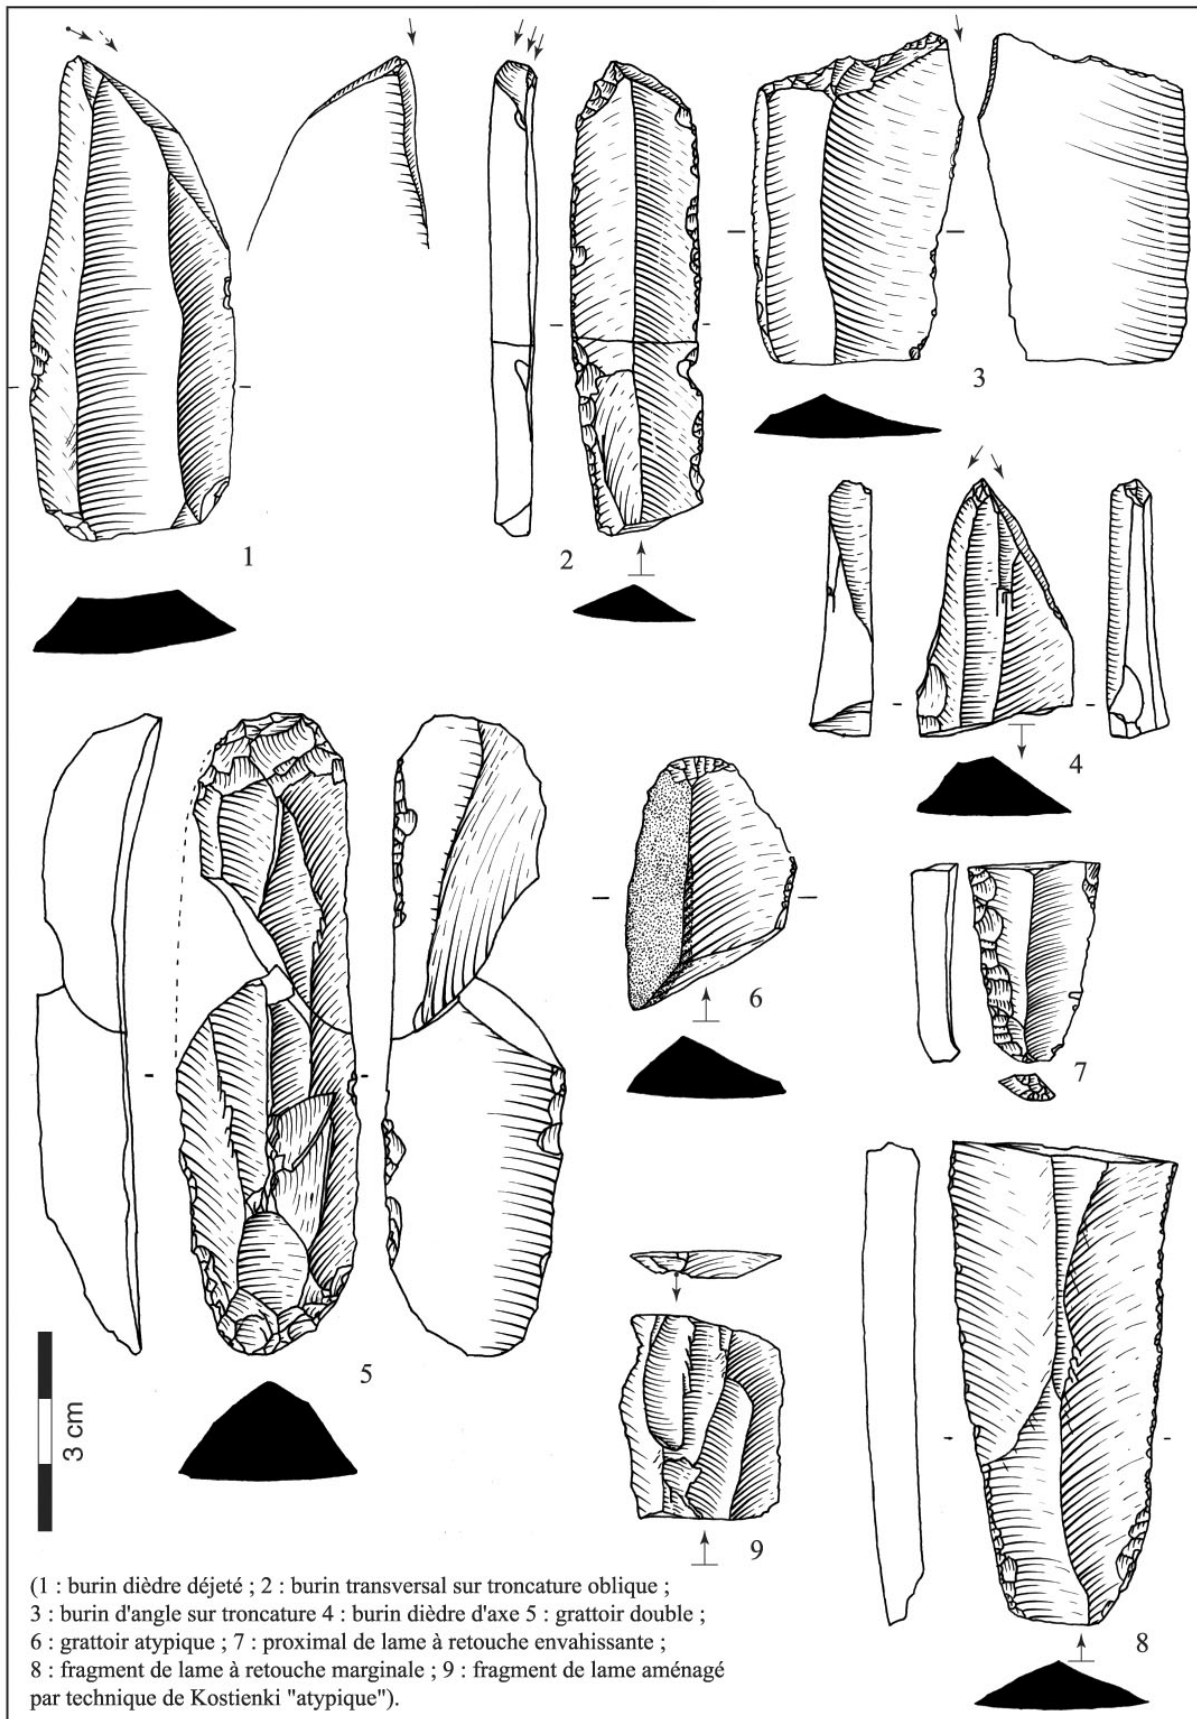 1
2
3
4
5
6
7
8
9
3 cm
(1 : burin dièdre déjeté ; 2 : burin transversal sur troncature oblique ;
3 : burin d'angle sur troncature 4 : burin dièdre d'axe 5 : grattoir double ;
6 : grattoir atypique ; 7 : proximal de lame à retouche envahissante ;
8 : fragment de lame à retouche marginale ; 9 : fragment de lame aménagé
par technique de Kostienki "atypique").